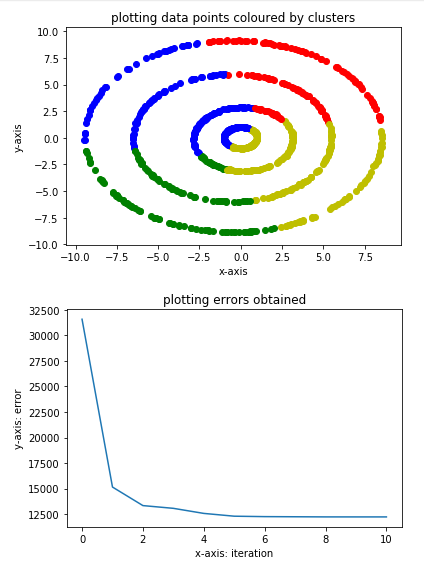 plotting data points coloured by clusters
10.0
7.5
5.0
2.5
0.0
−2.5
−5.0
−7.5
−10.0
y-axis
−10.0 −7.5 −5.0 −2.5 0.0 2.5 5.0 7.5
x-axis
plotting errors obtained
32500
30000
27500
25000
22500
20000
17500
15000
12500
y-axis: error
0 2 4 6 8 10
x-axis: iteration